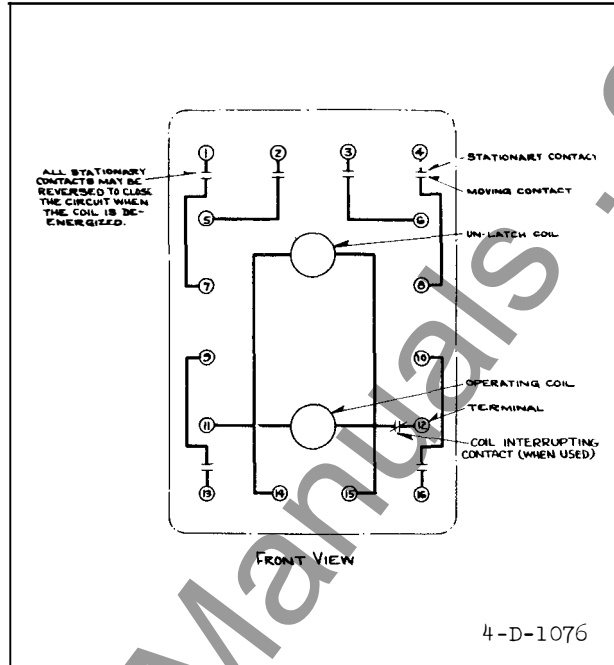 1
2
3
4
STATIONARY CONTACT
ALL STATIONARY
CONTACTS MAY BE
REVERSED TO CLOSE
THE CIRCUIT WHEN
THE COIL IS DE-
ENERGIZED.
MOVING CONTACT
5
6
UN-LATCH COIL
7
8
9
10
OPERATING COIL
11
12
TERMINAL
COIL INTERRUPTING
CONTACT (WHEN USED)
13
14
15
16
FRONT VIEW
4-D-1076
Manuals.